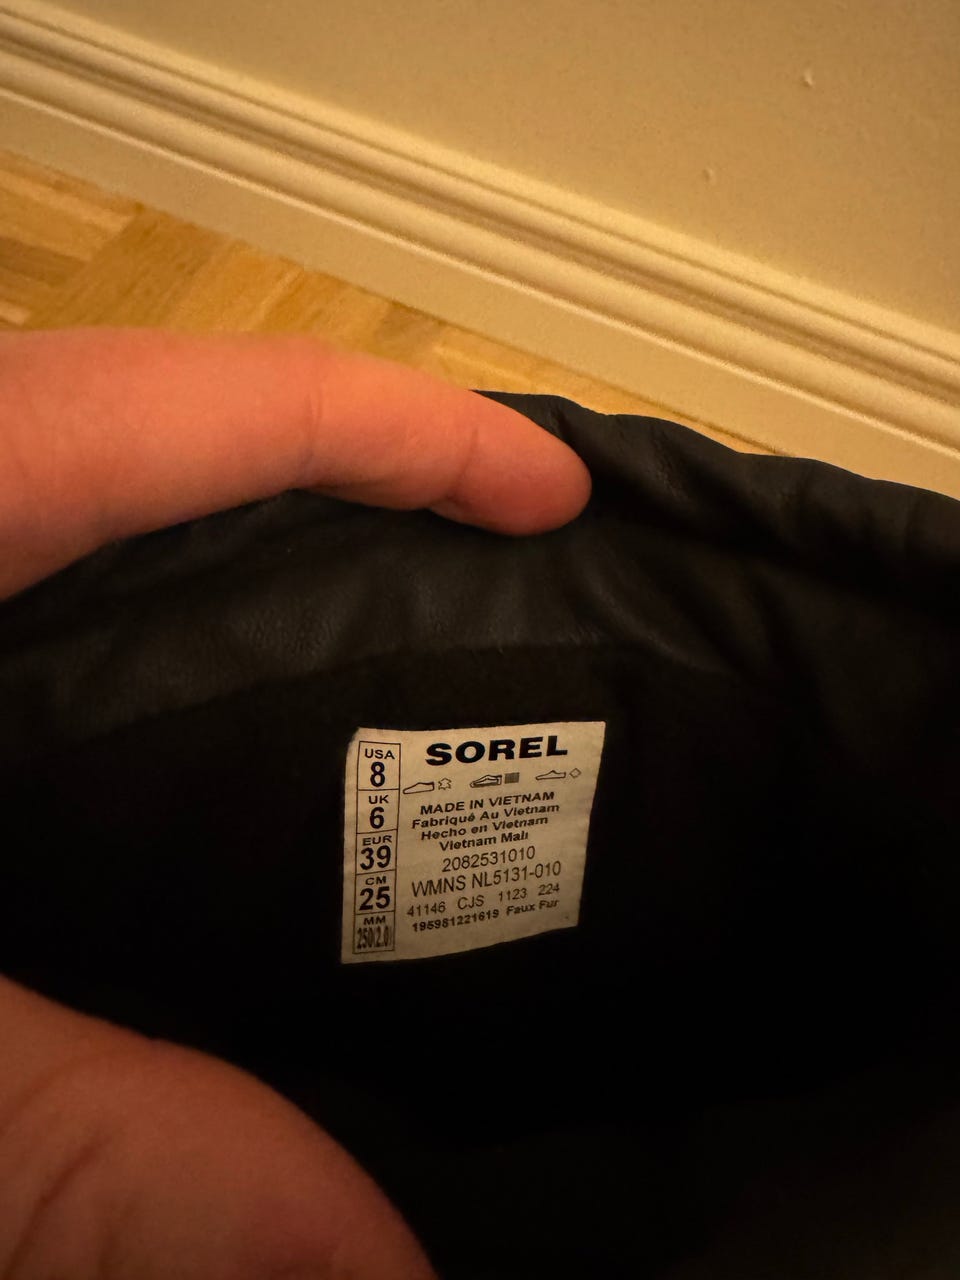 USA
8
UK
6
EUR
39
CM
25
MM
250(2.0)
SOREL
MADE IN VIETNAM
Fabriqué Au Vietnam
Hecho en Vietnam
Vietnam Malı
2082531010
WMNS NL5131-010
41146 CJS 1123 224
195981221619 Faux Fur